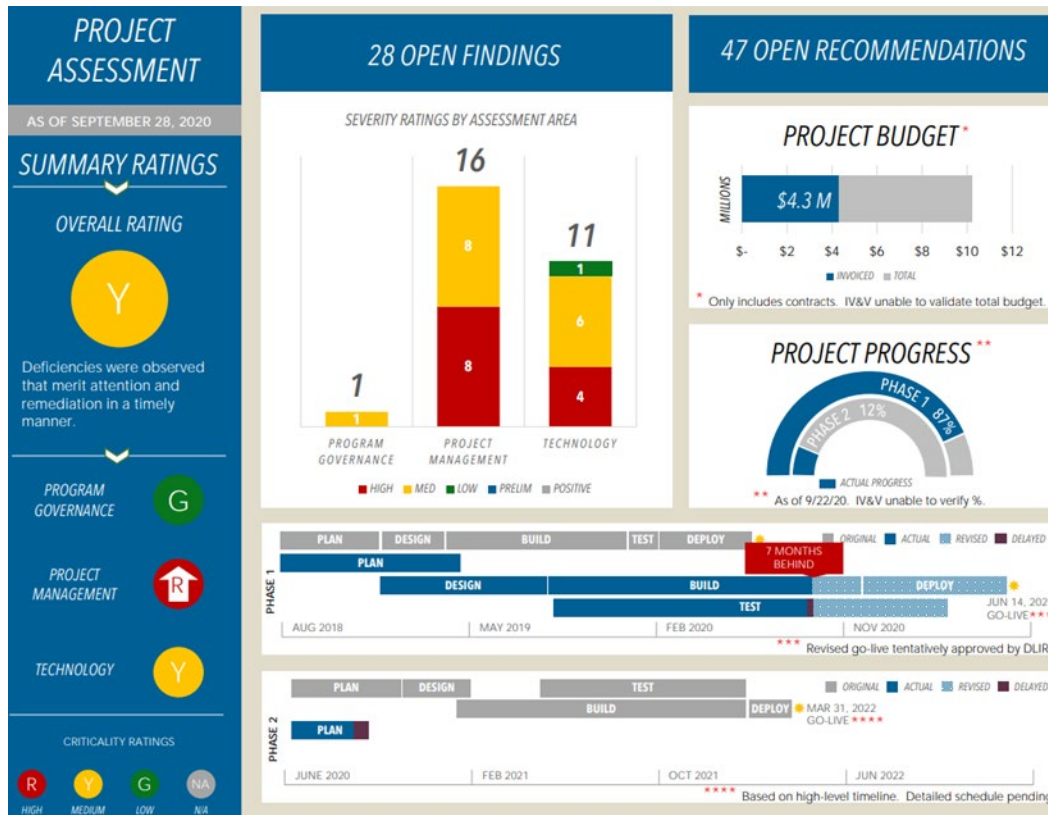 PROJECT
ASSESSMENT
AS OF SEPTEMBER 28, 2020
SUMMARY RATINGS
OVERALL RATING
Y
Deficiencies were observed
that merit attention and
remediation in a timely
manner.
PROGRAM
GOVERNANCE
G
PROJECT
MANAGEMENT
R
TECHNOLOGY
Y
CRITICALITY RATINGS
R Y G NA
HIGH MEDIUM LOW N/A
28 OPEN FINDINGS
SEVERITY RATINGS BY ASSESSMENT AREA
16
8
8
11
1
6
4
1
1
PROGRAM
GOVERNANCE
PROJECT
MANAGEMENT
TECHNOLOGY
HIGH MED LOW PRELIM POSITIVE
47 OPEN RECOMMENDATIONS
PROJECT BUDGET *
MILLIONS
$4.3 M
$- $2 $4 $6 $8 $10 $12
INVOICED TOTAL
* Only includes contracts. IV&V unable to validate total budget.
PROJECT PROGRESS **
PHASE 1 87%
PHASE 2 12%
ACTUAL PROGRESS
** As of 9/22/20. IV&V unable to verify %.
PHASE 1
PLAN DESIGN BUILD TEST DEPLOY
ORIGINAL ACTUAL REVISED DELAYED
7 MONTHS
BEHIND
PLAN
DESIGN BUILD DEPLOY
TEST
JUN 14, 202
GO-LIVE **
AUG 2018 MAY 2019 FEB 2020 NOV 2020
*** Revised go-live tentatively approved by DLIR
PHASE 2
PLAN DESIGN TEST
ORIGINAL ACTUAL REVISED DELAYED
BUILD DEPLOY
MAR 31, 2022
GO-LIVE ****
PLAN
JUNE 2020 FEB 2021 OCT 2021 JUN 2022
**** Based on high-level timeline. Detailed schedule pending